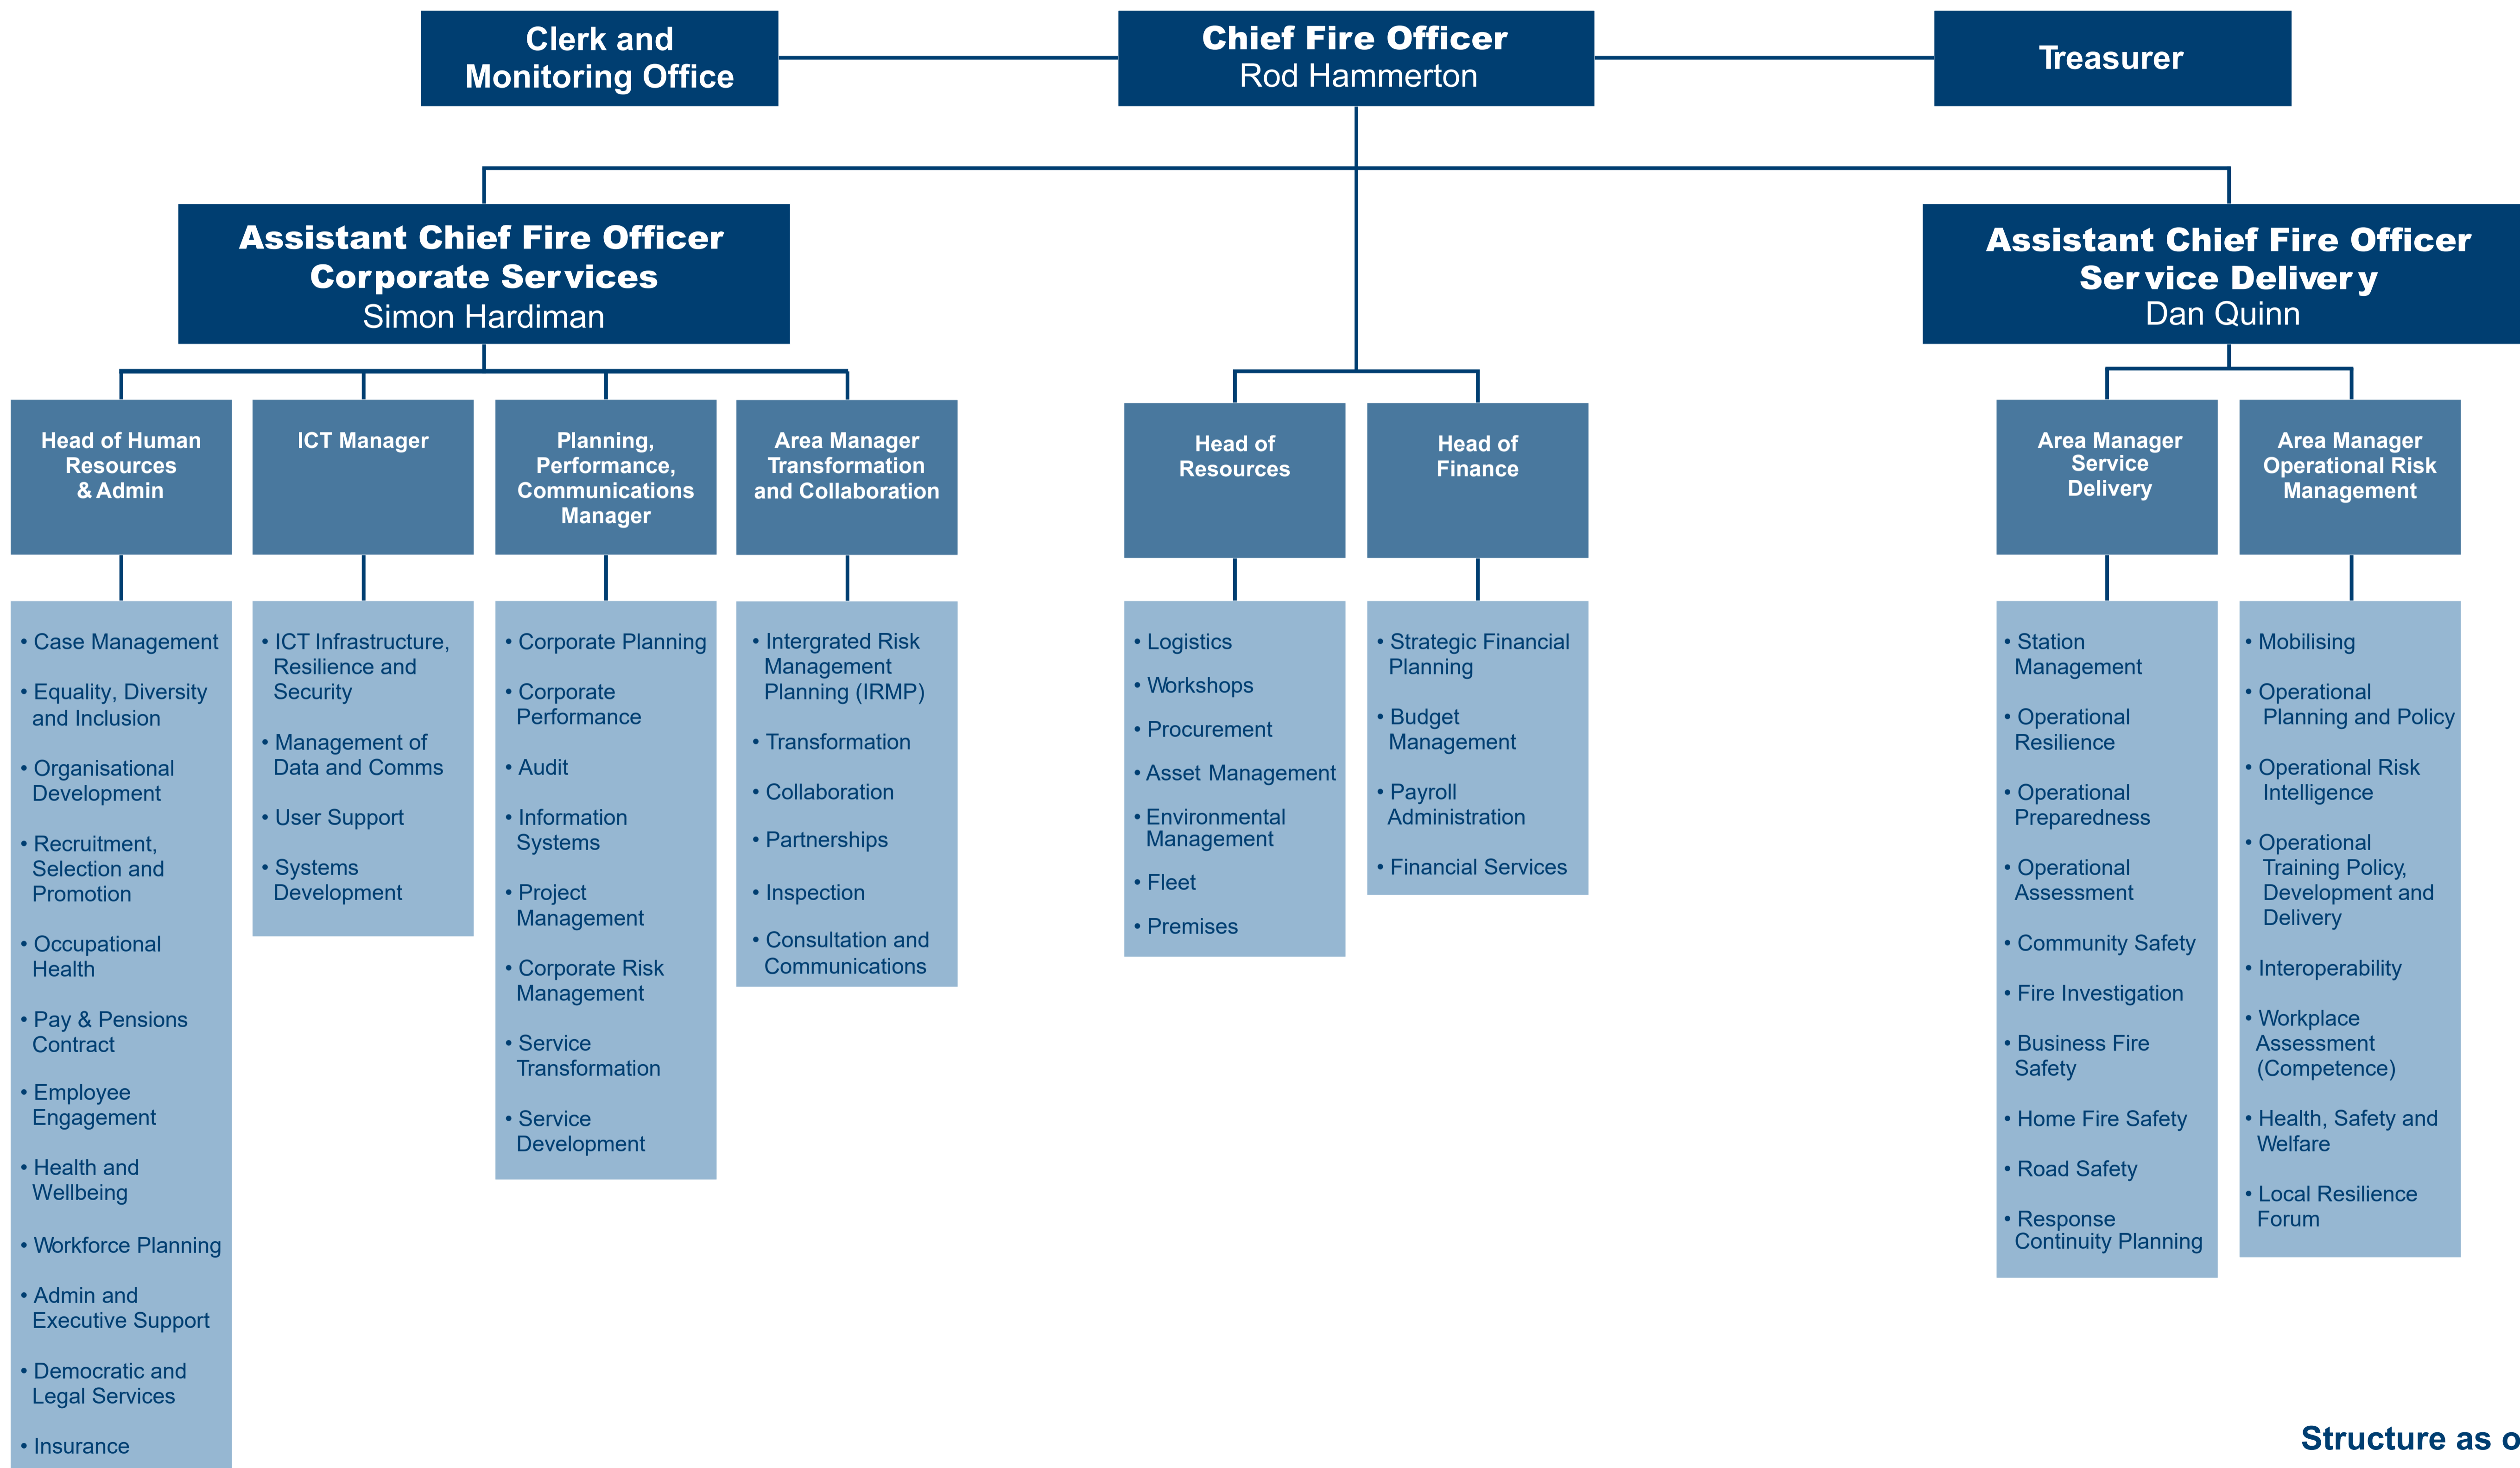 Clerk and
Monitoring Office
Chief Fire Officer
Rod Hammerton
Treasurer
Assistant Chief Fire Officer
Corporate Services
Simon Hardiman
Assistant Chief Fire Officer
Service Delivery
Dan Quinn
Head of Human
Resources
& Admin
ICT Manager
Planning,
Performance,
Communications
Manager
Area Manager
Transformation
and Collaboration
Head of
Resources
Head of
Finance
Area Manager
Service
Delivery
Area Manager
Operational Risk
Management
• Case Management
• Equality, Diversity
and Inclusion
• Organisational
Development
• Recruitment,
Selection and
Promotion
• Occupational
Health
• Pay & Pensions
Contract
• Employee
Engagement
• Health and
Wellbeing
• Workforce Planning
• Admin and
Executive Support
• Democratic and
Legal Services
• Insurance
• ICT Infrastructure,
Resilience and
Security
• Management of
Data and Comms
• User Support
• Systems
Development
• Corporate Planning
• Corporate
Performance
• Audit
• Information
Systems
• Project
Management
• Corporate Risk
Management
• Service
Transformation
• Service
Development
• Intergrated Risk
Management
Planning (IRMP)
• Transformation
• Collaboration
• Partnerships
• Inspection
• Consultation and
Communications
• Logistics
• Workshops
• Procurement
• Asset Management
• Environmental
Management
• Fleet
• Premises
• Strategic Financial
Planning
• Budget
Management
• Payroll
Administration
• Financial Services
• Station
Management
• Operational
Resilience
• Operational
Preparedness
• Operational
Assessment
• Community Safety
• Fire Investigation
• Business Fire
Safety
• Home Fire Safety
• Road Safety
• Response
Continuity Planning
• Mobilising
• Operational
Planning and Policy
• Operational Risk
Intelligence
• Operational
Training Policy,
Development and
Delivery
• Interoperability
• Workplace
Assessment
(Competence)
• Health, Safety and
Welfare
• Local Resilience
Forum
Structure as